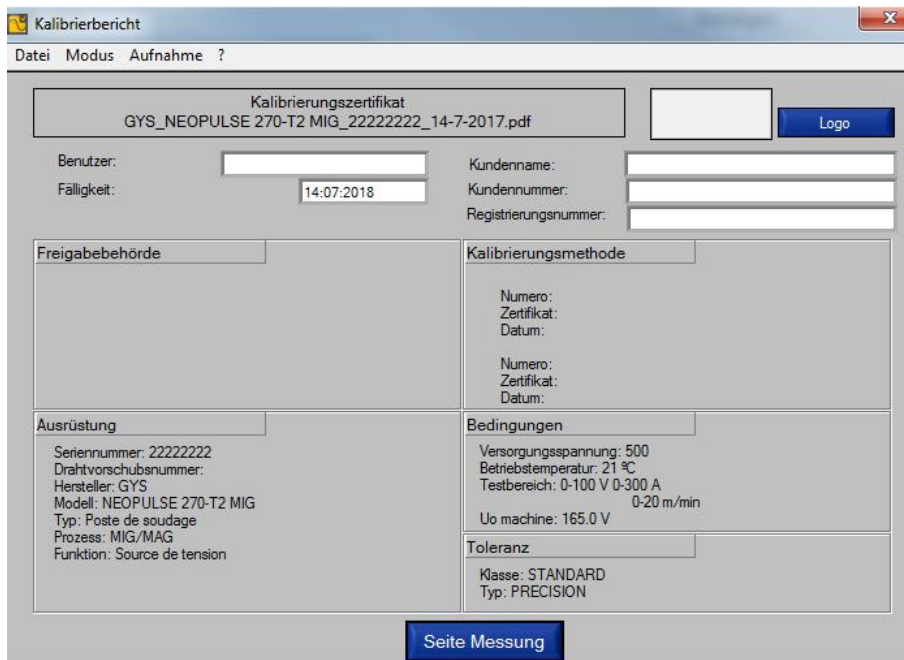 Kalibrierbericht
Datei Modus Aufnahme ?
Kalibrierungszertifikat
GYS_NEOPULSE 270-T2 MIG_22222222_14-7-2017.pdf
Logo
Benutzer:
Fälligkeit: 14:07:2018
Kundenname:
Kundennummer:
Registrierungsnummer:
Freigabebehörde
Kalibrierungsmethode
Numero:
Zertifikat:
Datum:
Numero:
Zertifikat:
Datum:
Ausrüstung
Seriennummer: 22222222
Drahtvorschubsnummer:
Hersteller: GYS
Modell: NEOPULSE 270-T2 MIG
Typ: Poste de soudage
Prozess: MIG/MAG
Funktion: Source de tension
Bedingungen
Versorgungsspannung: 500
Betriebstemperatur: 21 ºC
Testbereich: 0-100 V 0-300 A
0-20 m/min
Uo machine: 165.0 V
Toleranz
Klasse: STANDARD
Typ: PRECISION
Seite Messung